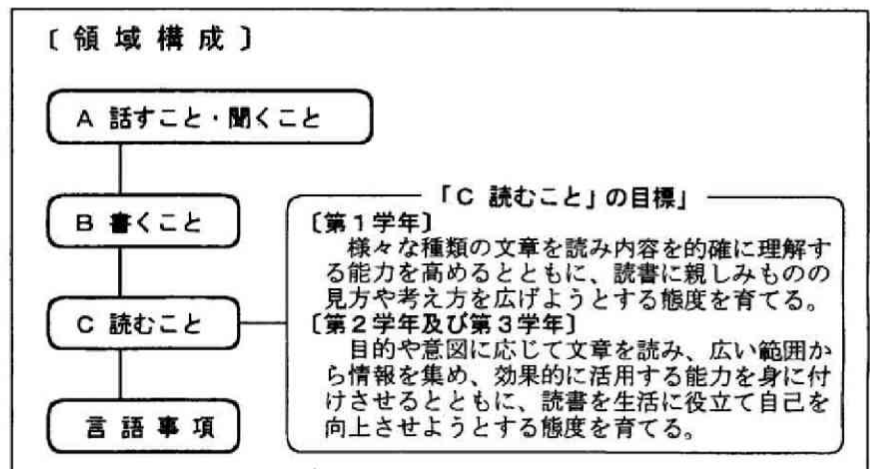 〔領域構成〕
A 話すこと・聞くこと
B 書くこと
C 読むこと
言語事項
「C 読むこと」の目標」
〔第1学年〕
様々な種類の文章を読み内容を的確に理解す
る能力を高めるとともに、読書に親しみものの
見方や考え方を広げようとする態度を育てる。
〔第2学年及び第3学年〕
目的や意図に応じて文章を読み、広い範囲か
ら情報を集め、効果的に活用する能力を身に付
けさせるとともに、読書を生活に役立て自己を
向上させようとする態度を育てる。